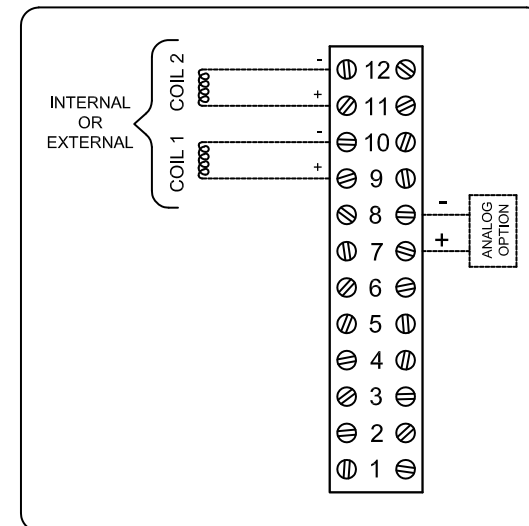 INTERNAL
OR
EXTERNAL
COIL 2
-
+
COIL 1
-
+
12
11
10
9
8
7
6
5
4
3
2
1
-
+
ANALOG
OPTION